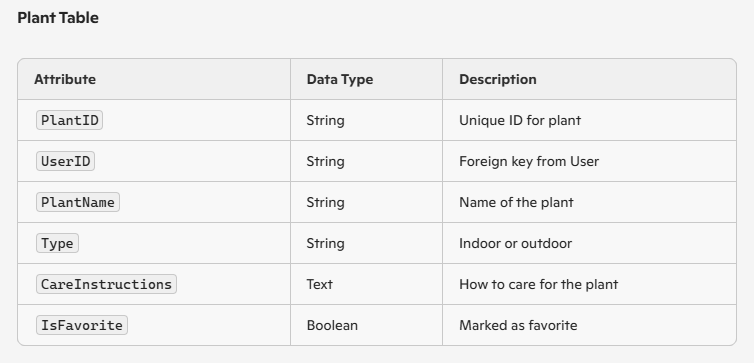 Plant Table
Attribute Data Type Description
PlantID String Unique ID for plant
UserID String Foreign key from User
PlantName String Name of the plant
Type String Indoor or outdoor
CareInstructions Text How to care for the plant
IsFavorite Boolean Marked as favorite